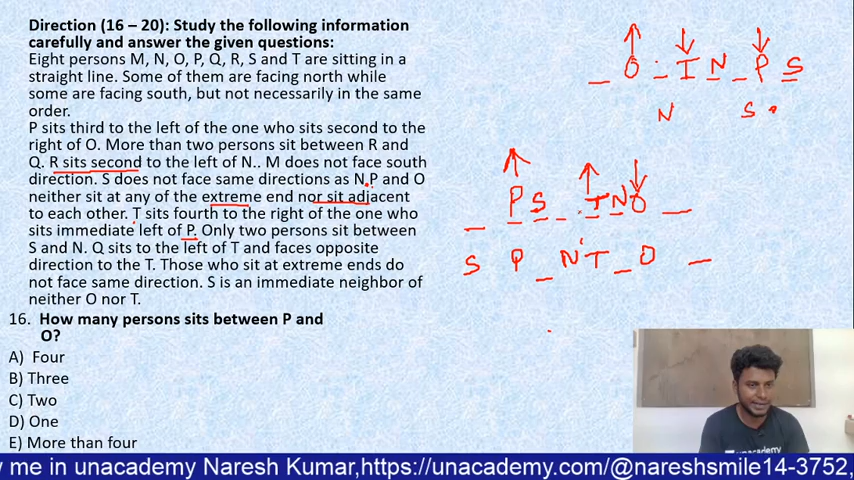 Direction (16 – 20): Study the following information
carefully and answer the given questions:
Eight persons M, N, O, P, Q, R, S and T are sitting in a
straight line. Some of them are facing north while
some are facing south, but not necessarily in the same
order.
P sits third to the left of the one who sits second to the
right of O. More than two persons sit between R and
Q. R sits second to the left of N.. M does not face south
direction. S does not face same directions as N.P and O
neither sit at any of the extreme end nor sit adjacent
to each other. T sits fourth to the right of the one who
sits immediate left of P. Only two persons sit between
S and N. Q sits to the left of T and faces opposite
direction to the T. Those who sit at extreme ends do
not face same direction. S is an immediate neighbor of
neither O nor T.
16. How many persons sits between P and
O?
A) Four
B) Three
C) Two
D) One
E) More than four
_ O _ T N _ P S
N S
_ P S _ T N O _
S P _ N T _ O _
unacademy
w me in unacademy Naresh Kumar,https://unacademy.com/@nareshsmile14-3752,